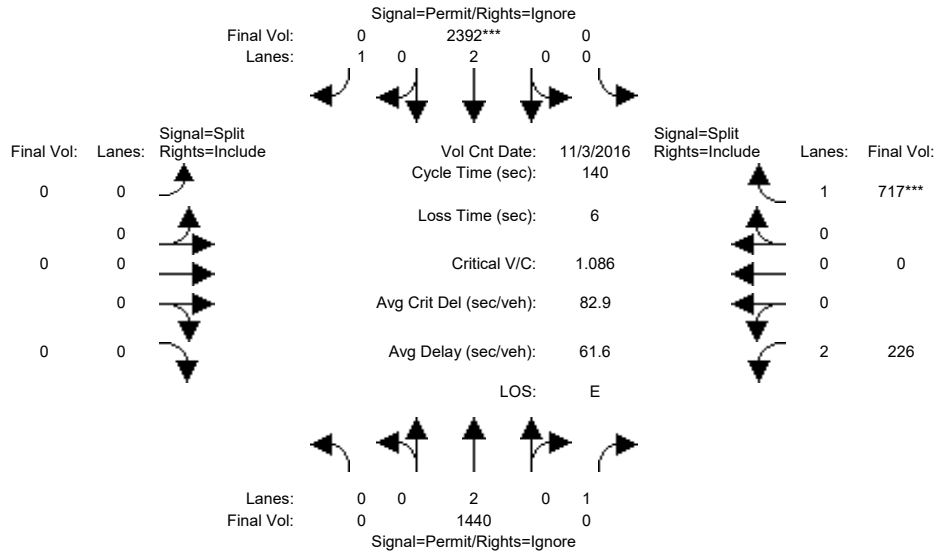 Signal=Permit/Rights=Ignore
Final Vol: 0 2392*** 0
Lanes: 1 0 2 0 0
Signal=Split Signal=Split
Final Vol: Lanes: Rights=Include Vol Cnt Date: 11/3/2016 Rights=Include Lanes: Final Vol:
Cycle Time (sec): 140
0 0 1 717***
Loss Time (sec): 6
0 0
0 0 Critical V/C: 1.086 0 0
0 Avg Crit Del (sec/veh): 82.9 0
0 0 Avg Delay (sec/veh): 61.6 2 226
LOS: E
Lanes: 0 0 2 0 1
Final Vol: 0 1440 0
Signal=Permit/Rights=Ignore